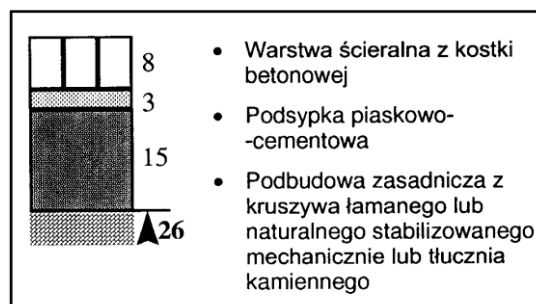 8
3
15
26
• Warstwa ścieralna z kostki
betonowej
• Podsypka piaskowo-
-cementowa
• Podbudowa zasadnicza z
kruszywa łamanego lub
naturalnego stabilizowanego
mechanicznie lub tłucznia
kamiennego